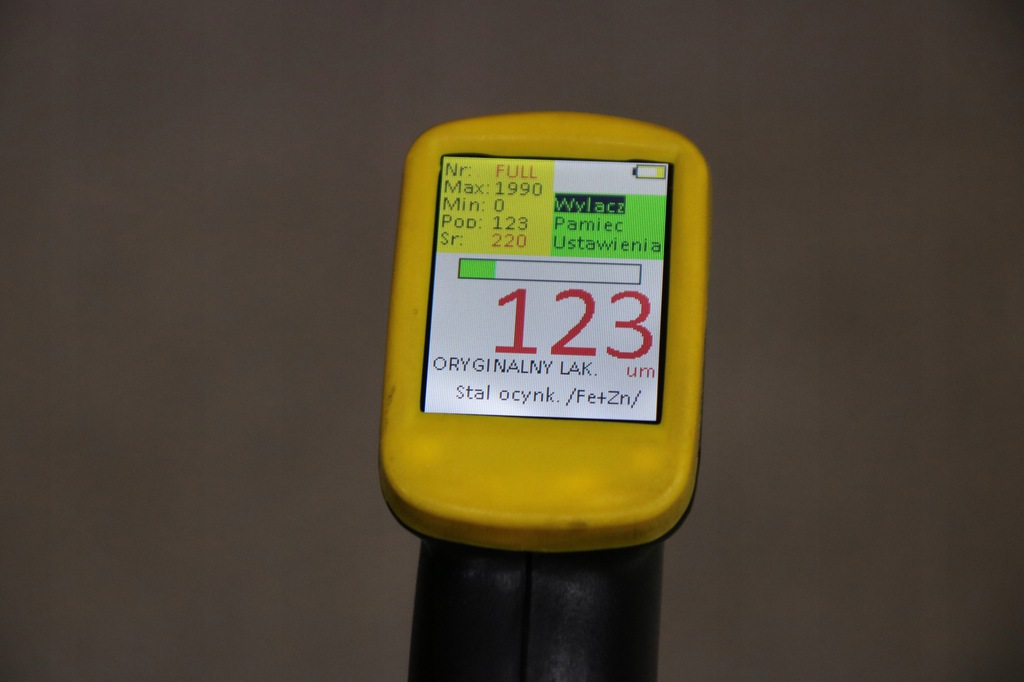 Nr: FULL
Max: 1990
Min: 0
Pop: 123
Sr: 220
Wylacz
Pamiec
Ustawienia
123
ORYGINALNY LAK. um
Stal ocynk. /Fe+Zn/